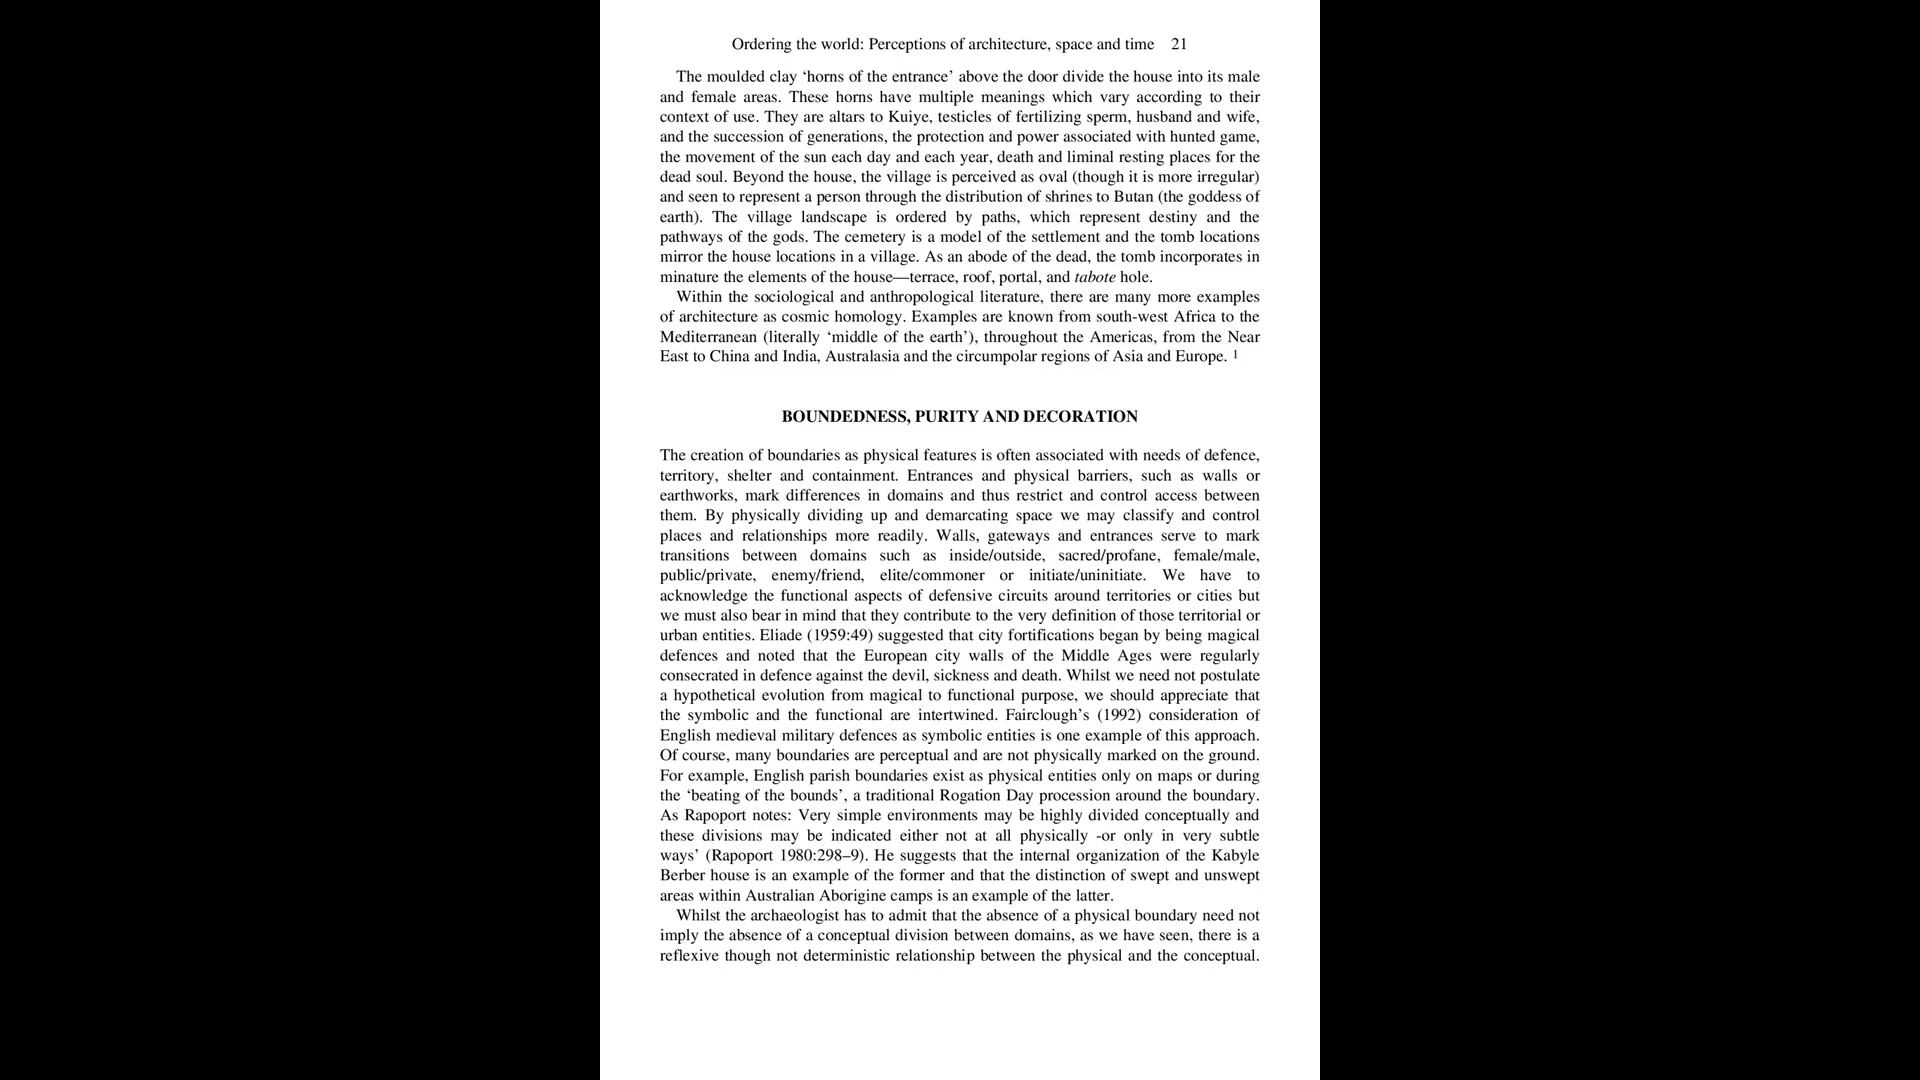 Ordering the world: Perceptions of architecture, space and time 21
The moulded clay ‘horns of the entrance’ above the door divide the house into its male
and female areas. These horns have multiple meanings which vary according to their
context of use. They are altars to Kuiye, testicles of fertilizing sperm, husband and wife,
and the succession of generations, the protection and power associated with hunted game,
the movement of the sun each day and each year, death and liminal resting places for the
dead soul. Beyond the house, the village is perceived as oval (though it is more irregular)
and seen to represent a person through the distribution of shrines to Butan (the goddess of
earth). The village landscape is ordered by paths, which represent destiny and the
pathways of the gods. The cemetery is a model of the settlement and the tomb locations
mirror the house locations in a village. As an abode of the dead, the tomb incorporates in
minature the elements of the house—terrace, roof, portal, and tabote hole.
Within the sociological and anthropological literature, there are many more examples
of architecture as cosmic homology. Examples are known from south-west Africa to the
Mediterranean (literally ‘middle of the earth’), throughout the Americas, from the Near
East to China and India, Australasia and the circumpolar regions of Asia and Europe. 1
BOUNDEDNESS, PURITY AND DECORATION
The creation of boundaries as physical features is often associated with needs of defence,
territory, shelter and containment. Entrances and physical barriers, such as walls or
earthworks, mark differences in domains and thus restrict and control access between
them. By physically dividing up and demarcating space we may classify and control
places and relationships more readily. Walls, gateways and entrances serve to mark
transitions between domains such as inside/outside, sacred/profane, female/male,
public/private, enemy/friend, elite/commoner or initiate/uninitiate. We have to
acknowledge the functional aspects of defensive circuits around territories or cities but
we must also bear in mind that they contribute to the very definition of those territorial or
urban entities. Eliade (1959:49) suggested that city fortifications began by being magical
defences and noted that the European city walls of the Middle Ages were regularly
consecrated in defence against the devil, sickness and death. Whilst we need not postulate
a hypothetical evolution from magical to functional purpose, we should appreciate that
the symbolic and the functional are intertwined. Fairclough’s (1992) consideration of
English medieval military defences as symbolic entities is one example of this approach.
Of course, many boundaries are perceptual and are not physically marked on the ground.
For example, English parish boundaries exist as physical entities only on maps or during
the ‘beating of the bounds’, a traditional Rogation Day procession around the boundary.
As Rapoport notes: Very simple environments may be highly divided conceptually and
these divisions may be indicated either not at all physically -or only in very subtle
ways’ (Rapoport 1980:298–9). He suggests that the internal organization of the Kabyle
Berber house is an example of the former and that the distinction of swept and unswept
areas within Australian Aborigine camps is an example of the latter.
Whilst the archaeologist has to admit that the absence of a physical boundary need not
imply the absence of a conceptual division between domains, as we have seen, there is a
reflexive though not deterministic relationship between the physical and the conceptual.